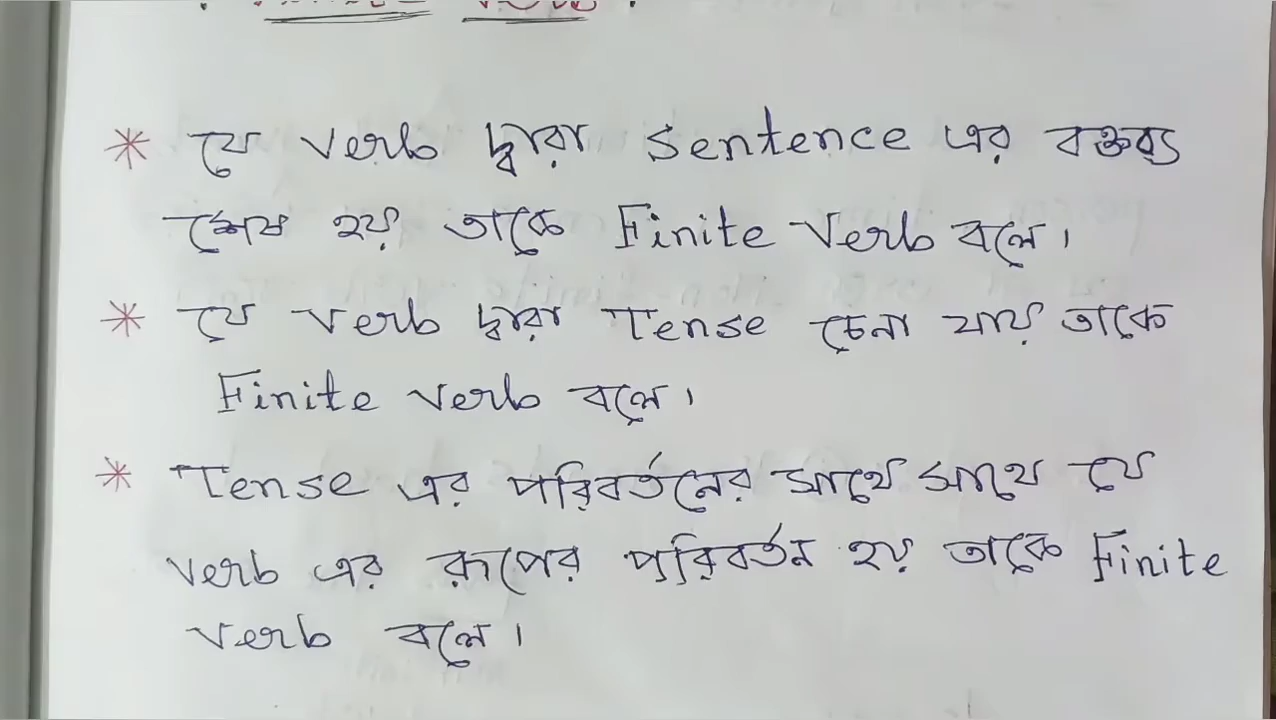 * যে verb দ্বারা sentence এর বক্তব্য
শেষ হয় তাকে Finite Verb বলে।
* যে verb দ্বারা Tense চেনা যায় তাকে
Finite verb বলে।
* Tense এর পরিবর্তনের সাথে সাথে যে
verb এর রূপের পরিবর্তন হয় তাকে Finite
verb বলে।